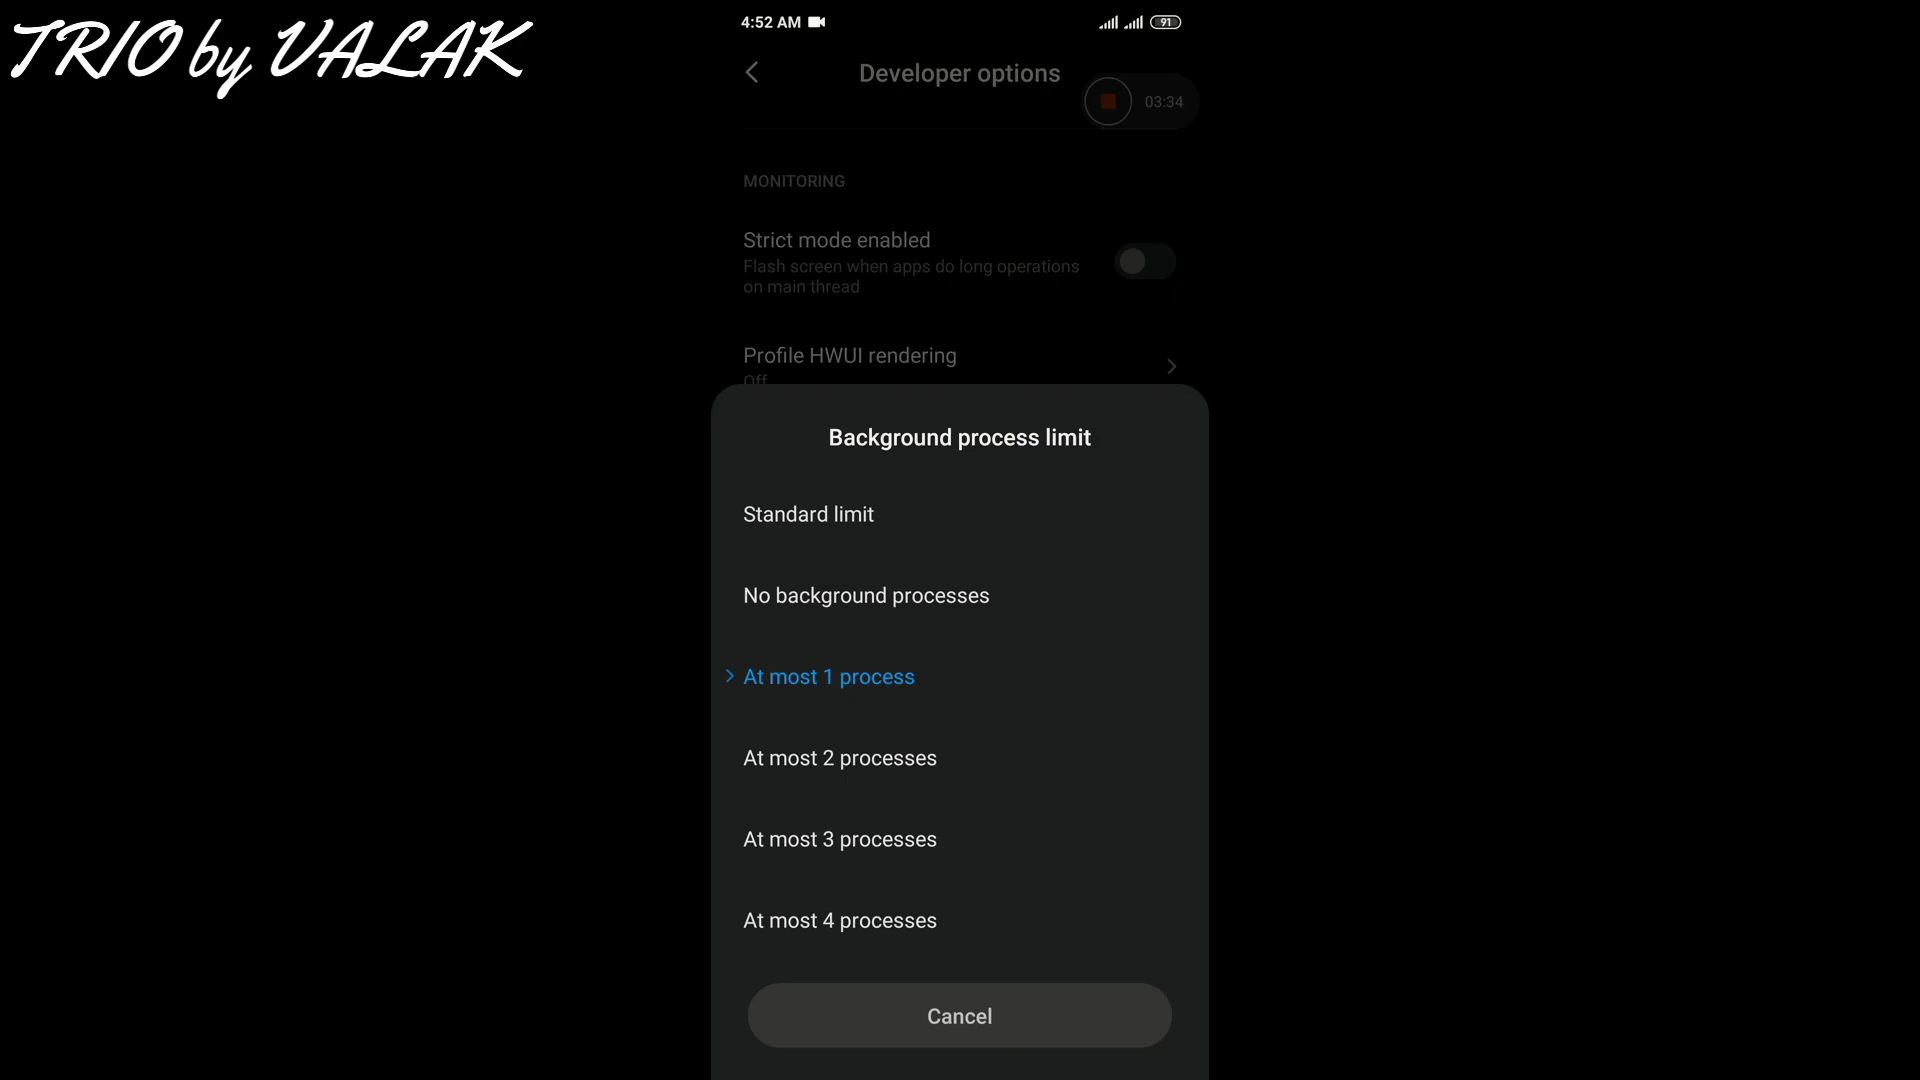 TRIO by VALAK
4:52 AM
91
Developer options
03:34
MONITORING
Strict mode enabled
Flash screen when apps do long operations
on main thread
Profile HWUI rendering
Off
Background process limit
Standard limit
No background processes
At most 1 process
At most 2 processes
At most 3 processes
At most 4 processes
Cancel